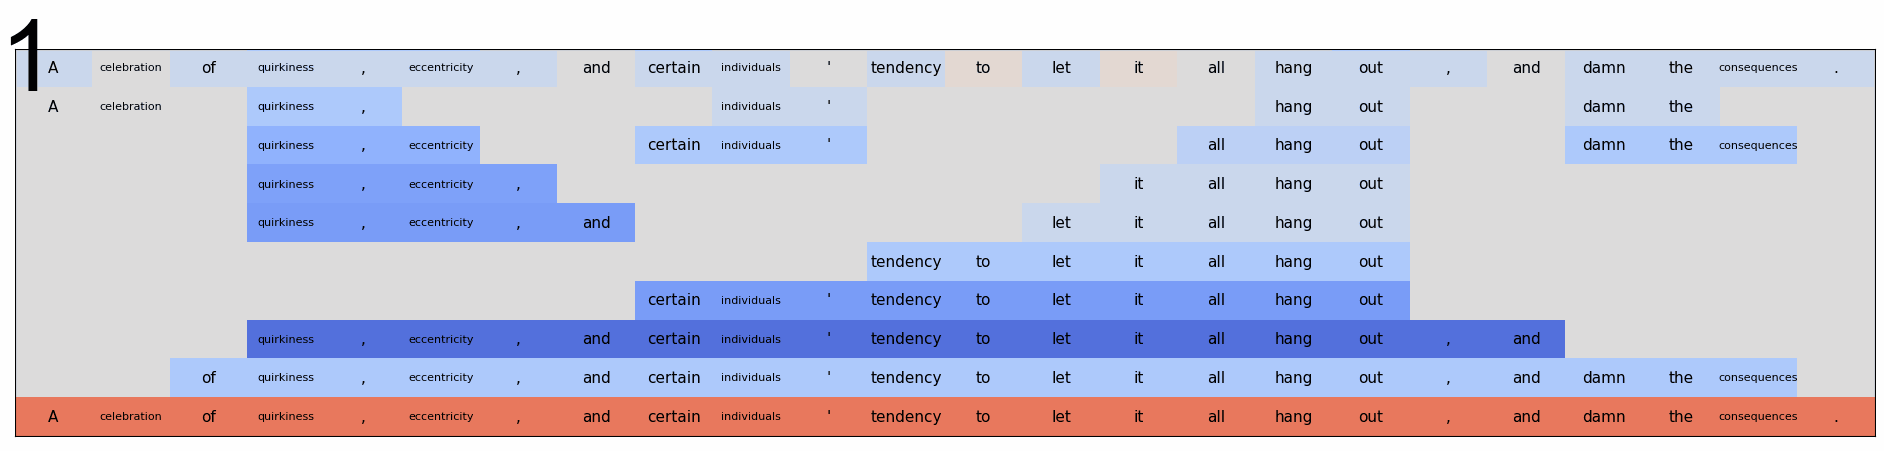 1
A celebration of quirkiness , eccentricity , and certain individuals ' tendency to let it all hang out , and damn the consequences .
A celebration quirkiness , individuals ' hang out damn the
quirkiness , eccentricity certain individuals ' all hang out damn the consequences
quirkiness , eccentricity , it all hang out
quirkiness , eccentricity , and let it all hang out
tendency to let it all hang out
certain individuals ' tendency to let it all hang out
quirkiness , eccentricity , and certain individuals ' tendency to let it all hang out , and
of quirkiness , eccentricity , and certain individuals ' tendency to let it all hang out , and damn the consequences
A celebration of quirkiness , eccentricity , and certain individuals ' tendency to let it all hang out , and damn the consequences .